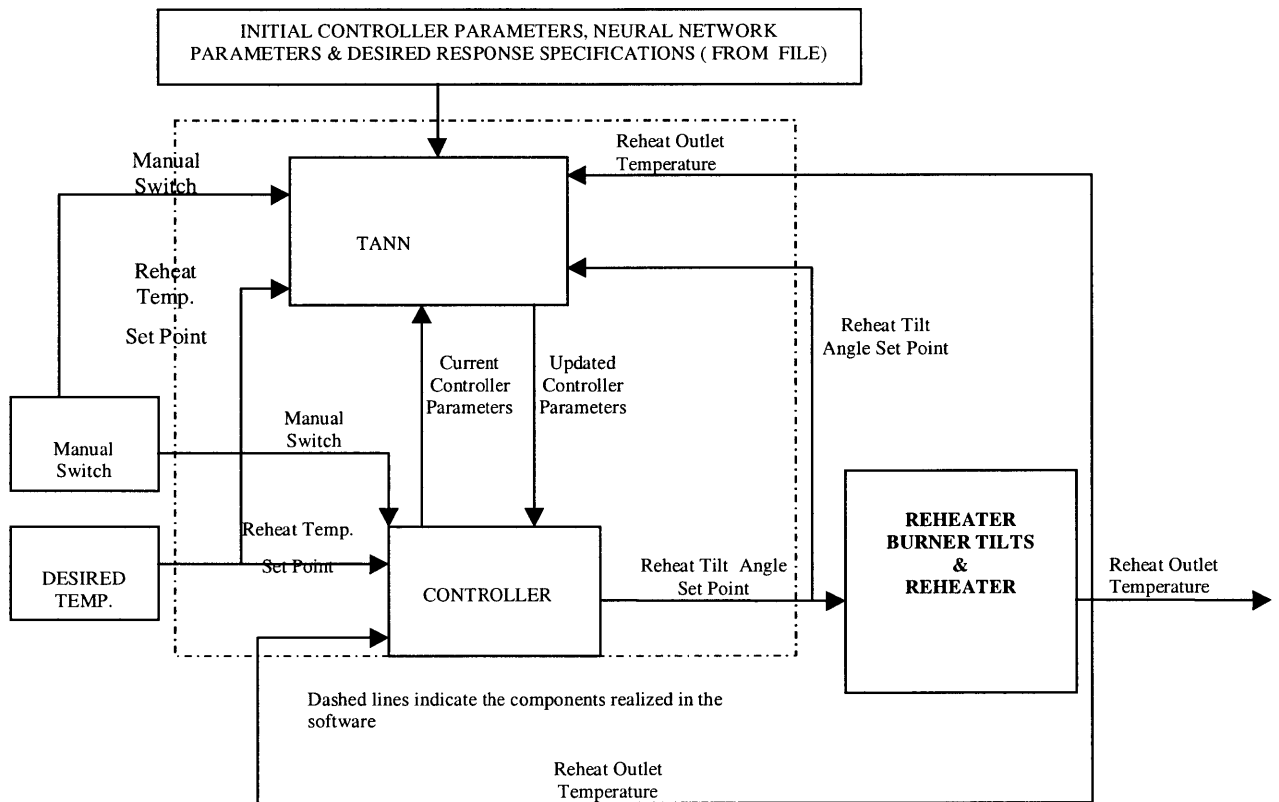 INITIAL CONTROLLER PARAMETERS, NEURAL NETWORK
PARAMETERS & DESIRED RESPONSE SPECIFICATIONS ( FROM FILE)
Reheat Outlet
Temperature
Manual
Switch
TANN
Reheat
Temp.
Set Point
Reheat Tilt
Angle Set Point
Current
Controller
Parameters
Updated
Controller
Parameters
Manual
Switch
Manual
Switch
Reheat Temp.
Set Point
DESIRED
TEMP.
CONTROLLER
Reheat Tilt Angle
Set Point
REHEATER
BURNER TILTS
&
REHEATER
Reheat Outlet
Temperature
Dashed lines indicate the components realized in the
software
Reheat Outlet
Temperature